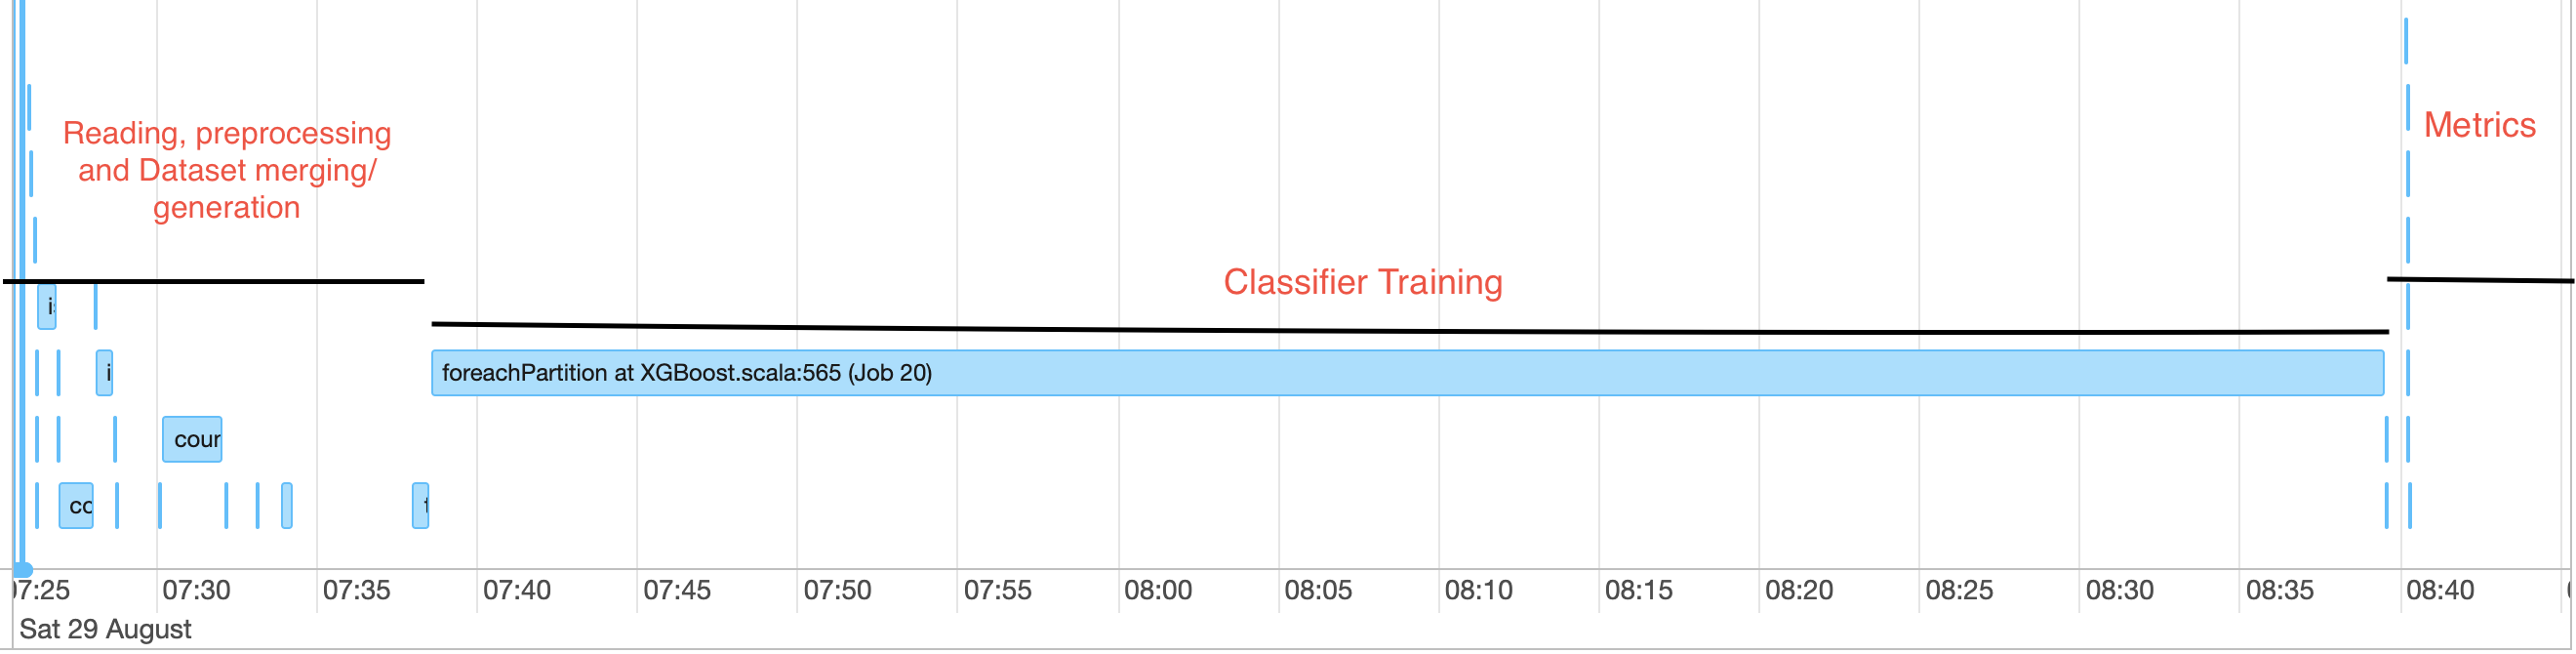 Reading, preprocessing
and Dataset merging/
generation
Metrics
Classifier Training
foreachPartition at XGBoost.scala:565 (Job 20)
cour
co
07:25 07:30 07:35 07:40 07:45 07:50 07:55 08:00 08:05 08:10 08:15 08:20 08:25 08:30 08:35 08:40
Sat 29 August